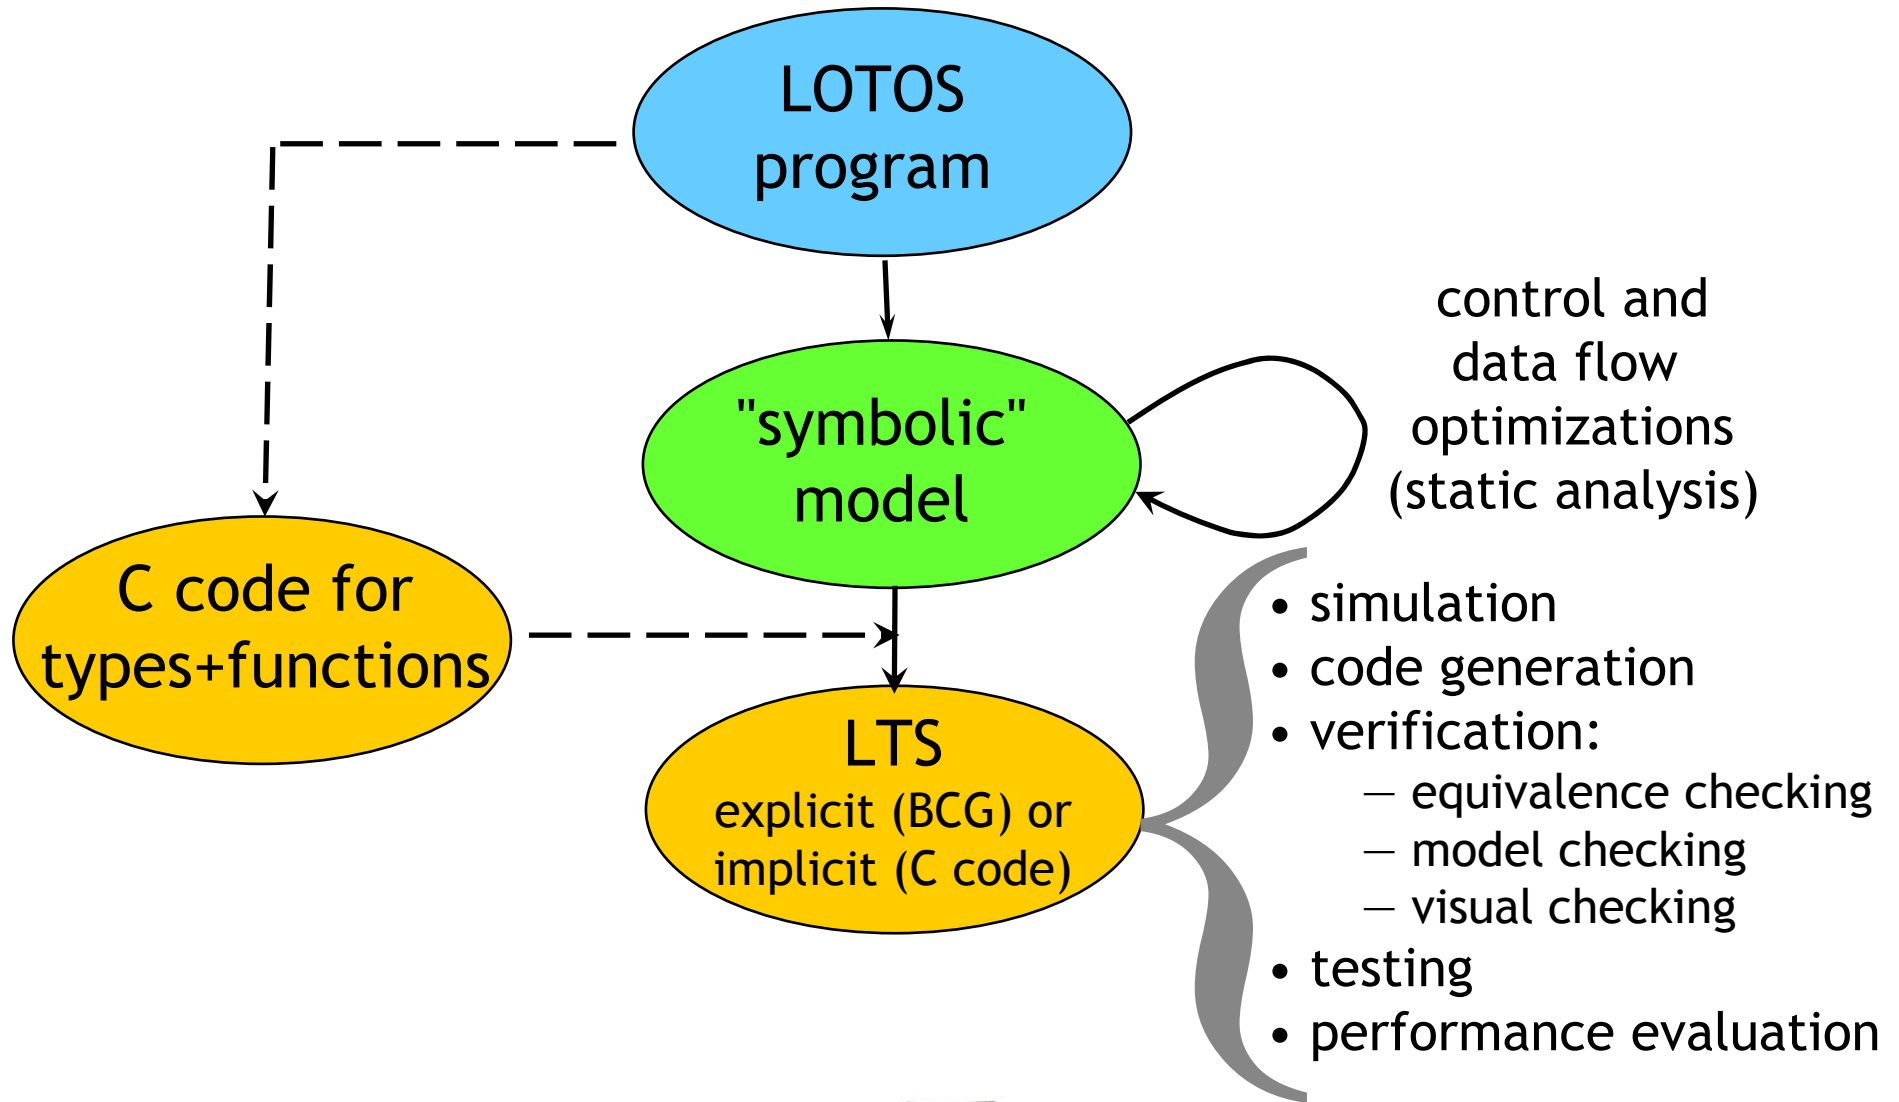 LOTOS
program
control and
data flow
optimizations
(static analysis)
"symbolic"
model
C code for
types+functions
LTS
explicit (BCG) or
implicit (C code)
• simulation
• code generation
• verification:
— equivalence checking
— model checking
— visual checking
• testing
• performance evaluation